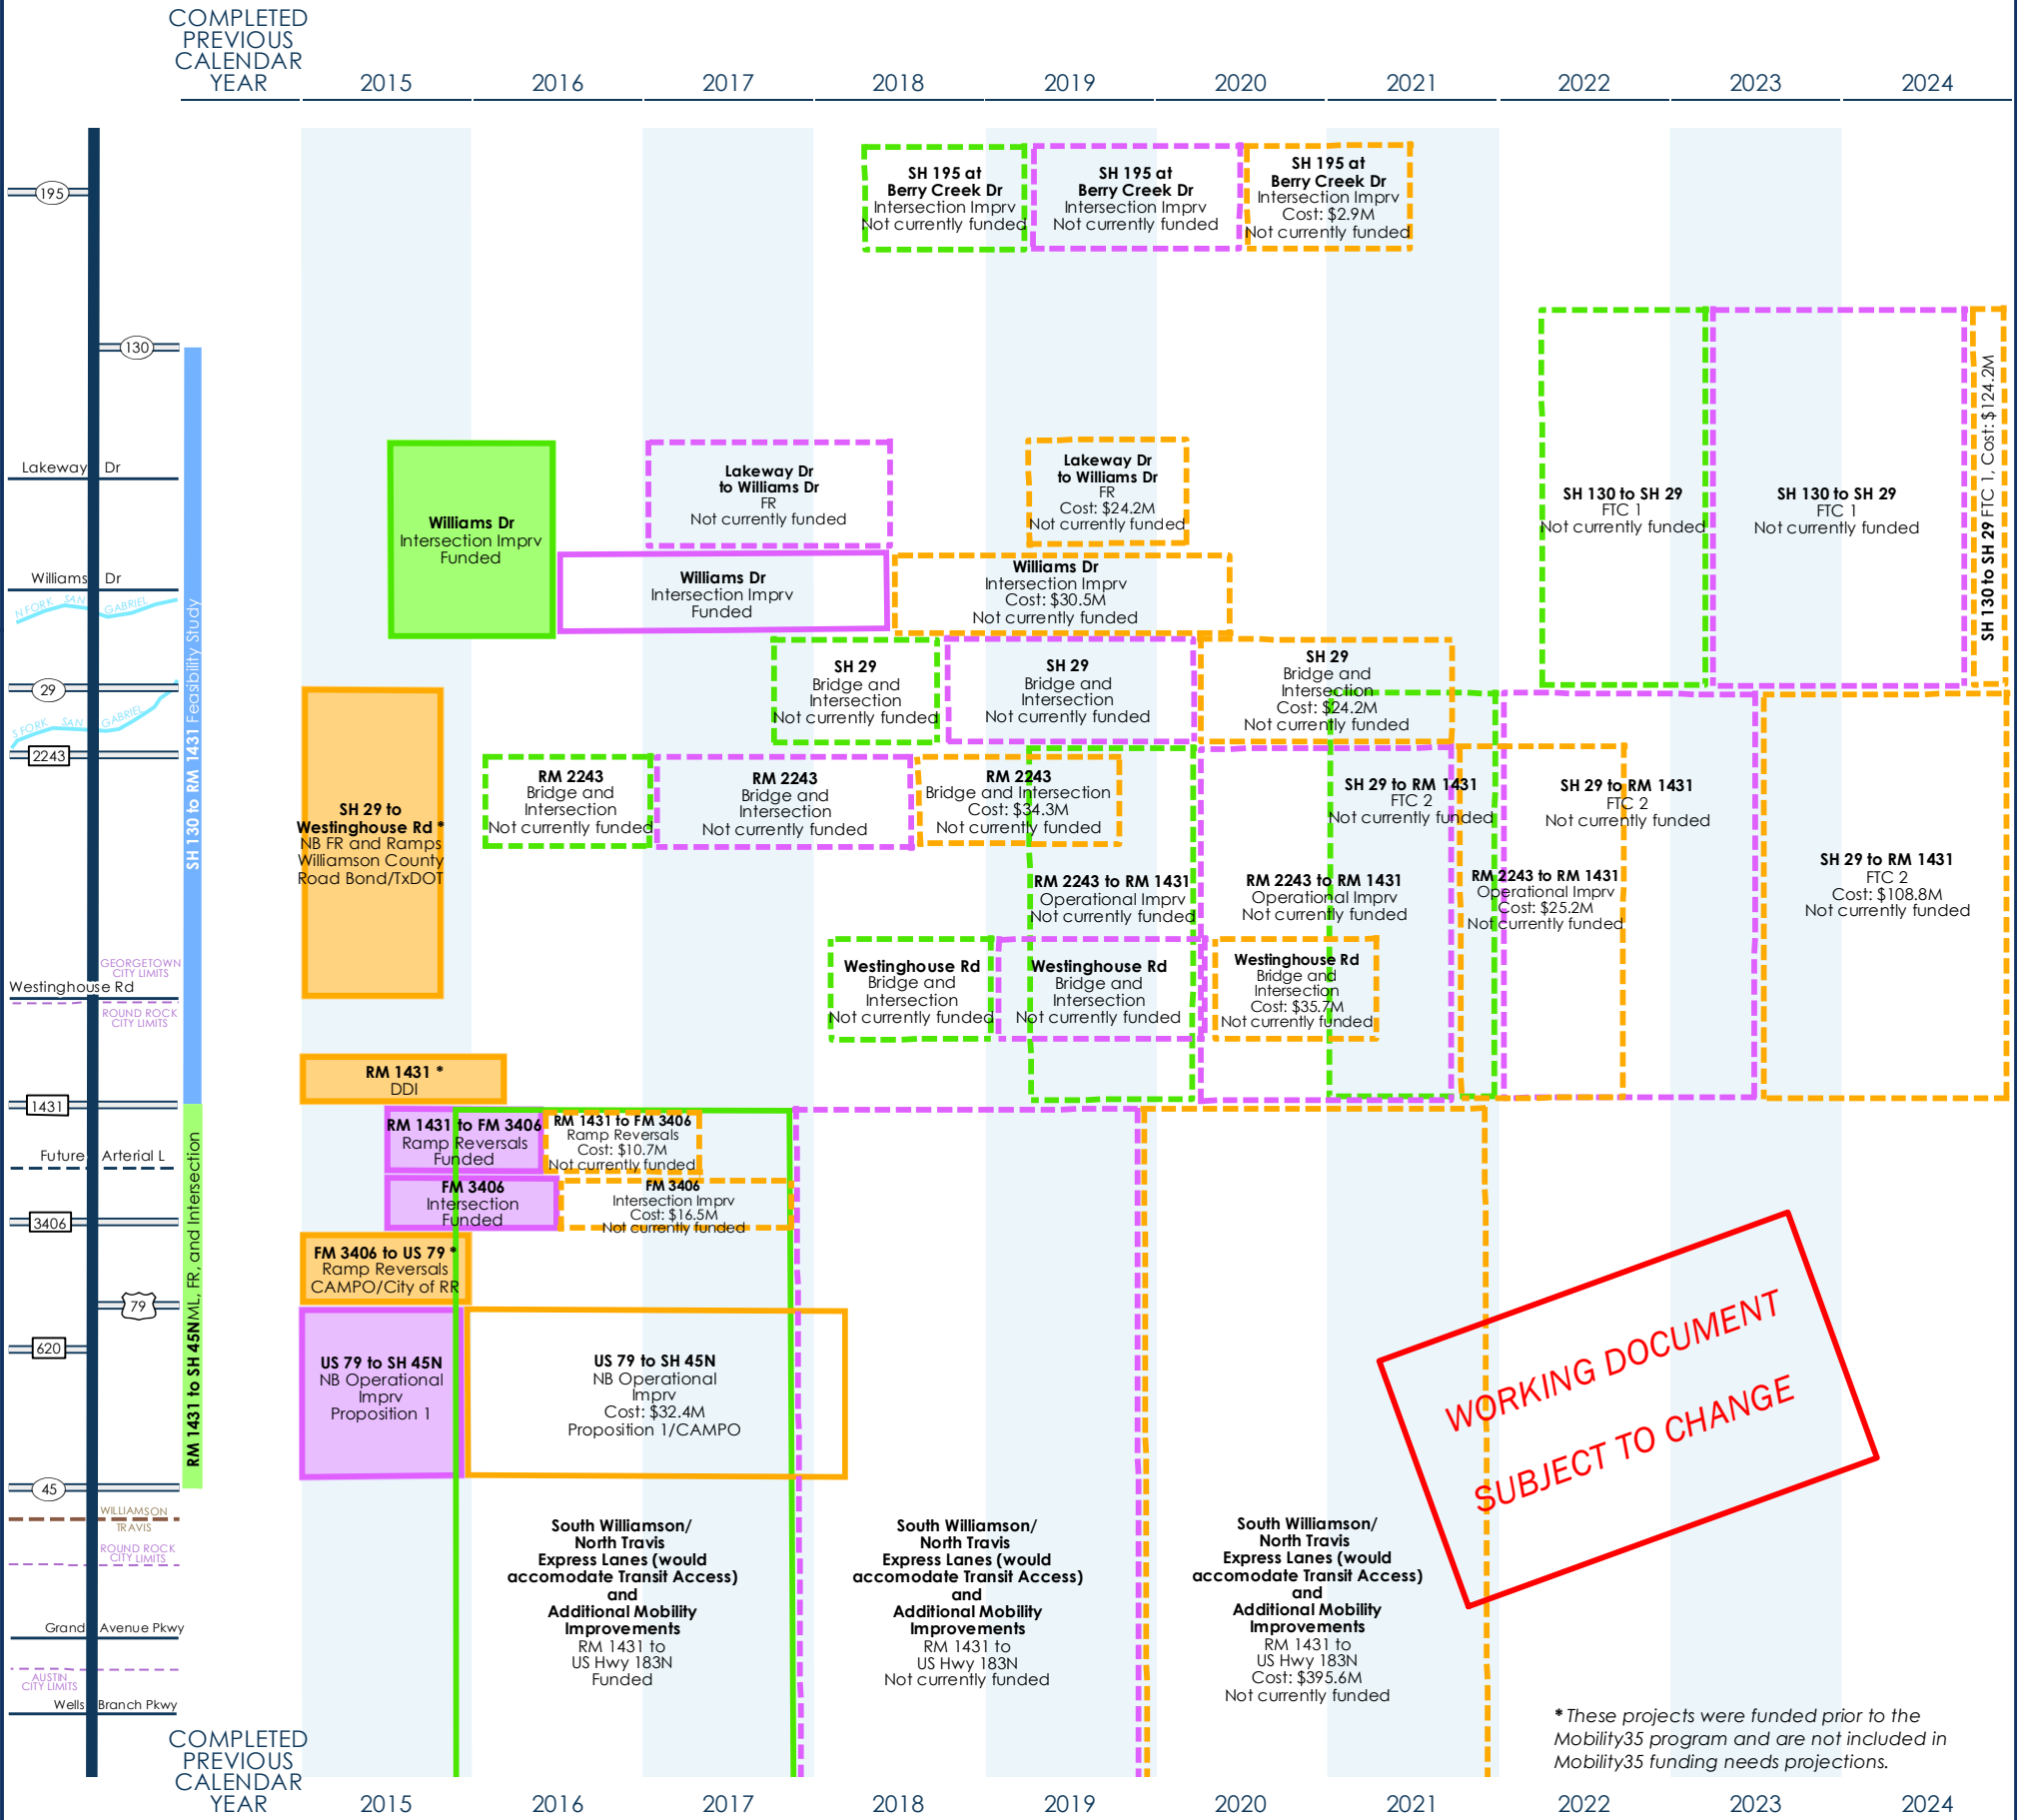 COMPLETED
PREVIOUS
CALENDAR
YEAR
2015
2016
2017
2018
2019
2020
2021
2022
2023
2024
195
130
Lakeway Dr
Williams Dr
N FORK SAN GABRIEL
29
S FORK SAN GABRIEL
2243
GEORGETOWN
CITY LIMITS
Westinghouse Rd
ROUND ROCK
CITY LIMITS
1431
Future Arterial L
3406
79
620
45
WILLIAMSON
TRAVIS
ROUND ROCK
CITY LIMITS
Grand Avenue Pkwy
AUSTIN
CITY LIMITS
Wells Branch Pkwy
SH 130 to RM 1431 Feasibility Study
RM 1431 to SH 45N ML, FR, and Intersection
SH 195 at
Berry Creek Dr
Intersection Imprv
Not currently funded
SH 195 at
Berry Creek Dr
Intersection Imprv
Not currently funded
SH 195 at
Berry Creek Dr
Intersection Imprv
Cost: $2.9M
Not currently funded
Williams Dr
Intersection Imprv
Funded
Lakeway Dr
to Williams Dr
FR
Not currently funded
Lakeway Dr
to Williams Dr
FR
Cost: $24.2M
Not currently funded
SH 130 to SH 29
FTC 1
Not currently funded
SH 130 to SH 29
FTC 1
Not currently funded
SH 130 to SH 29 FTC 1, Cost: $124.2M
Williams Dr
Intersection Imprv
Funded
Williams Dr
Intersection Imprv
Cost: $30.5M
Not currently funded
SH 29
Bridge and
Intersection
Not currently funded
SH 29
Bridge and
Intersection
Not currently funded
SH 29
Bridge and
Intersection
Cost: $24.2M
Not currently funded
SH 29 to
Westinghouse Rd *
NB FR and Ramps
Williamson County
Road Bond/TxDOT
RM 2243
Bridge and
Intersection
Not currently funded
RM 2243
Bridge and
Intersection
Not currently funded
RM 2243
Bridge and Intersection
Cost: $34.3M
Not currently funded
SH 29 to RM 1431
FTC 2
Not currently funded
SH 29 to RM 1431
FTC 2
Not currently funded
SH 29 to RM 1431
FTC 2
Cost: $108.8M
Not currently funded
RM 2243 to RM 1431
Operational Imprv
Not currently funded
RM 2243 to RM 1431
Operational Imprv
Not currently funded
RM 2243 to RM 1431
Operational Imprv
Cost: $25.2M
Not currently funded
Westinghouse Rd
Bridge and
Intersection
Not currently funded
Westinghouse Rd
Bridge and
Intersection
Not currently funded
Westinghouse Rd
Bridge and
Intersection
Cost: $35.7M
Not currently funded
RM 1431 *
DDI
RM 1431 to FM 3406
Ramp Reversals
Funded
RM 1431 to FM 3406
Ramp Reversals
Cost: $10.7M
Not currently funded
FM 3406
Intersection
Funded
FM 3406
Intersection Imprv
Cost: $16.5M
Not currently funded
FM 3406 to US 79 *
Ramp Reversals
CAMPO/City of RR
US 79 to SH 45N
NB Operational
Imprv
Proposition 1
US 79 to SH 45N
NB Operational
Imprv
Cost: $32.4M
Proposition 1/CAMPO
South Williamson/
North Travis
Express Lanes (would
accomodate Transit Access)
and
Additional Mobility
Improvements
RM 1431 to
US Hwy 183N
Funded
South Williamson/
North Travis
Express Lanes (would
accomodate Transit Access)
and
Additional Mobility
Improvements
RM 1431 to
US Hwy 183N
Not currently funded
South Williamson/
North Travis
Express Lanes (would
accomodate Transit Access)
and
Additional Mobility
Improvements
RM 1431 to
US Hwy 183N
Cost: $395.6M
Not currently funded
WORKING DOCUMENT
SUBJECT TO CHANGE
* These projects were funded prior to the
Mobility35 program and are not included in
Mobility35 funding needs projections.
COMPLETED
PREVIOUS
CALENDAR
YEAR
2015
2016
2017
2018
2019
2020
2021
2022
2023
2024